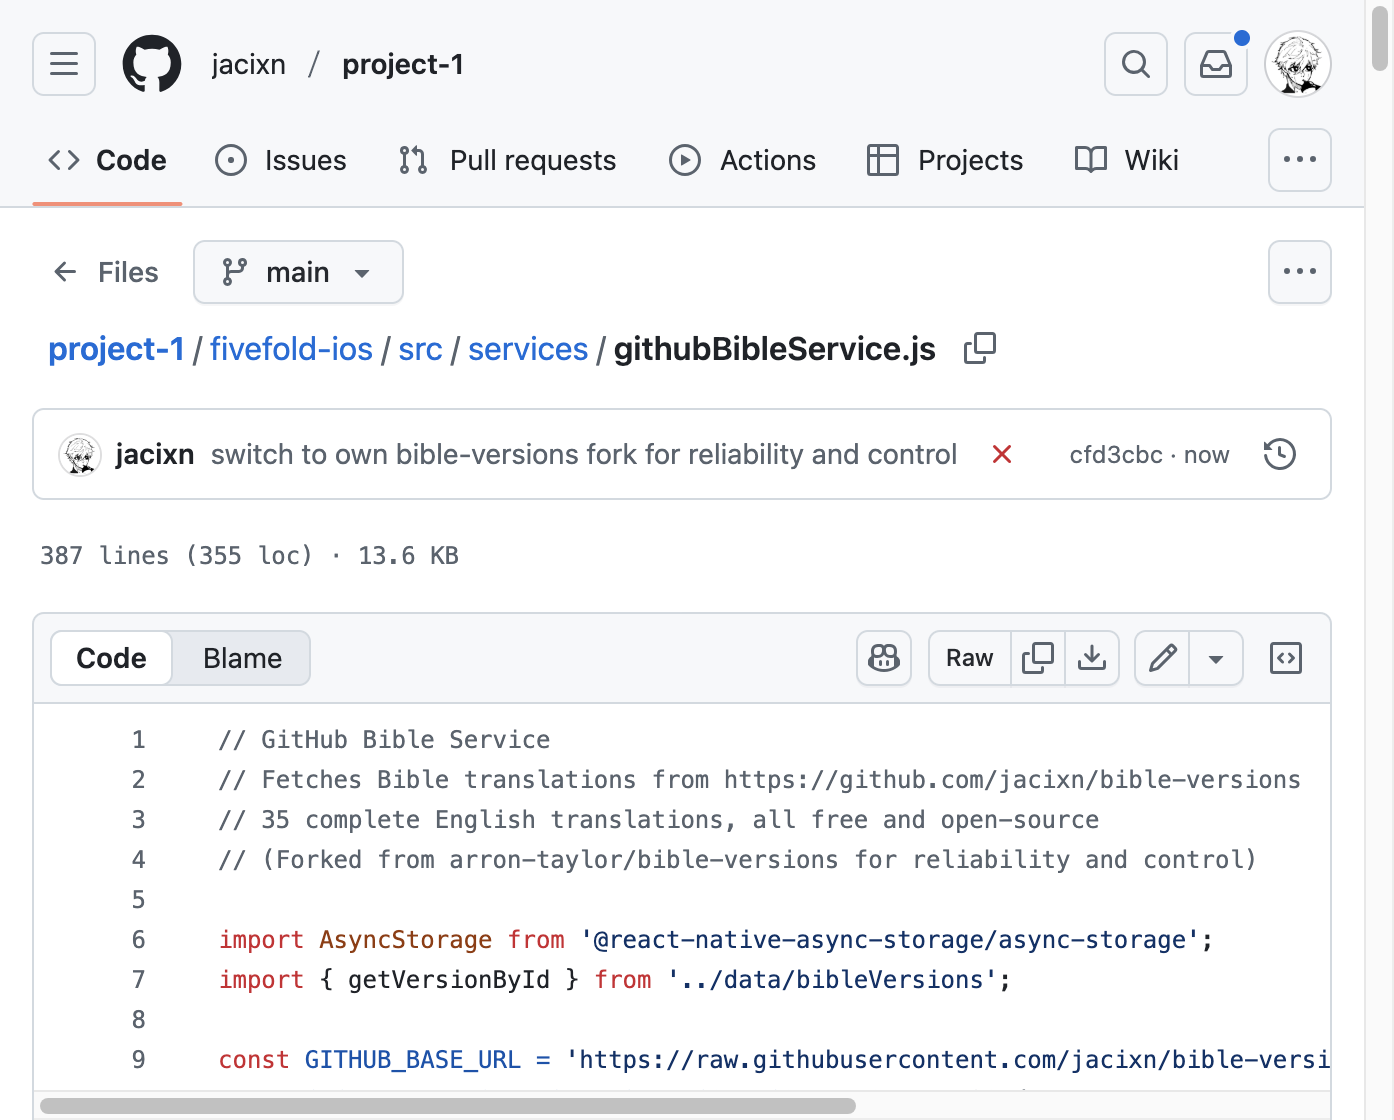 jacixn / project-1
Code Issues Pull requests Actions Projects Wiki
Files main
project-1 / fivefold-ios / src / services / githubBibleService.js
jacixn switch to own bible-versions fork for reliability and control cfd3cbc · now
387 lines (355 loc) · 13.6 KB
Code Blame Raw
1 // GitHub Bible Service
2 // Fetches Bible translations from https://github.com/jacixn/bible-versions
3 // 35 complete English translations, all free and open-source
4 // (Forked from arron-taylor/bible-versions for reliability and control)
5
6 import AsyncStorage from '@react-native-async-storage/async-storage';
7 import { getVersionById } from '../data/bibleVersions';
8
9 const GITHUB_BASE_URL = 'https://raw.githubusercontent.com/jacixn/bible-versi